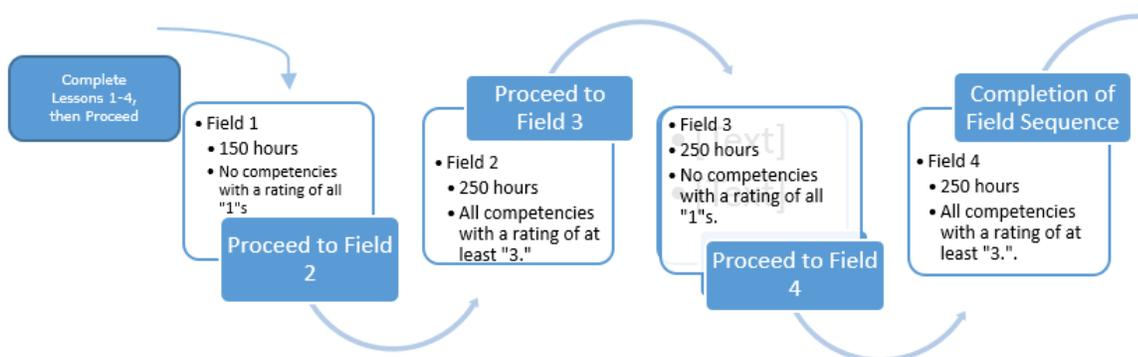 Complete
Lessons 1-4,
then Proceed
• Field 1
• 150 hours
• No competencies
with a rating of all
"1"s
Proceed to Field
2
Proceed to
Field 3
• Field 2
• 250 hours
• All competencies
with a rating of at
least "3."
• Field 3
• 250 hours
• No competencies
with a rating of all
"1"s.
• [Text]
• [Text]
Proceed to Field
4
Completion of
Field Sequence
• Field 4
• 250 hours
• All competencies
with a rating of at
least "3.".